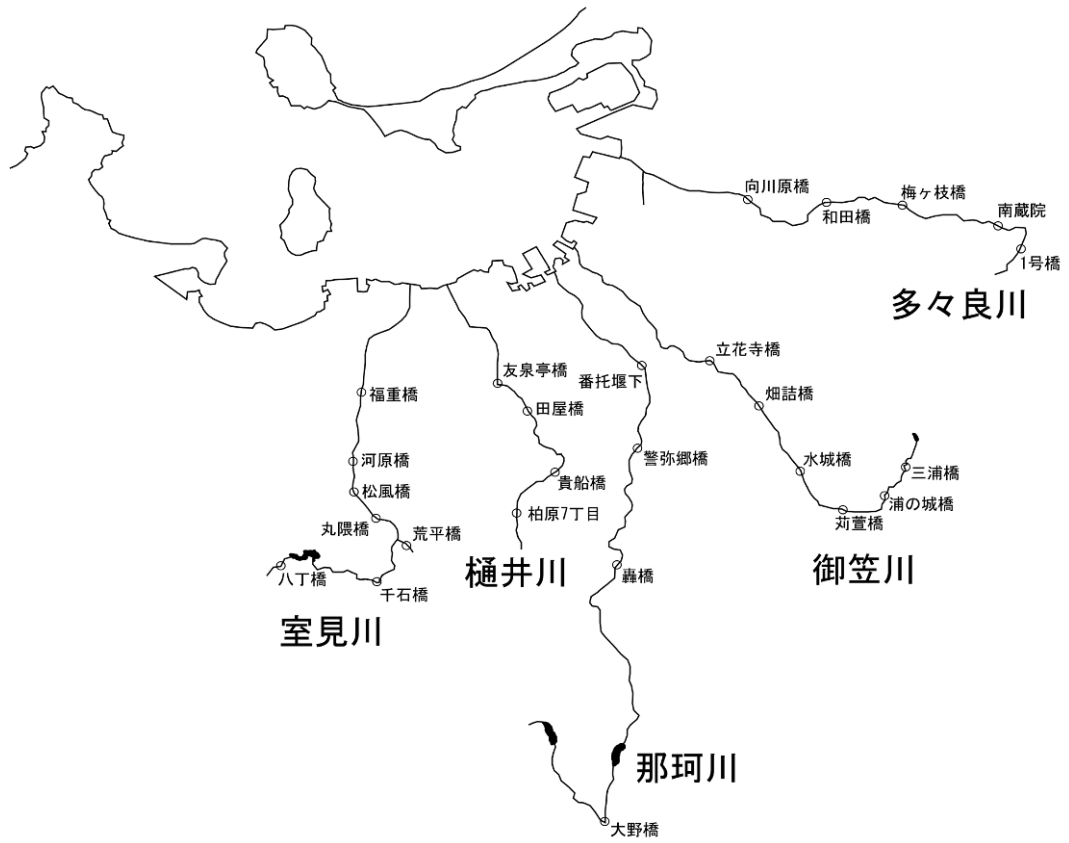 向川原橋
和田橋
梅ヶ枝橋
南蔵院
1号橋
多々良川
立花寺橋
畑詰橋
水城橋
三浦橋
浦の城橋
苅萱橋
御笠川
番托堰下
警弥郷橋
轟橋
那珂川
大野橋
友泉亭橋
田屋橋
貴船橋
柏原7丁目
樋井川
福重橋
河原橋
松風橋
丸隈橋
荒平橋
八丁橋
千石橋
室見川